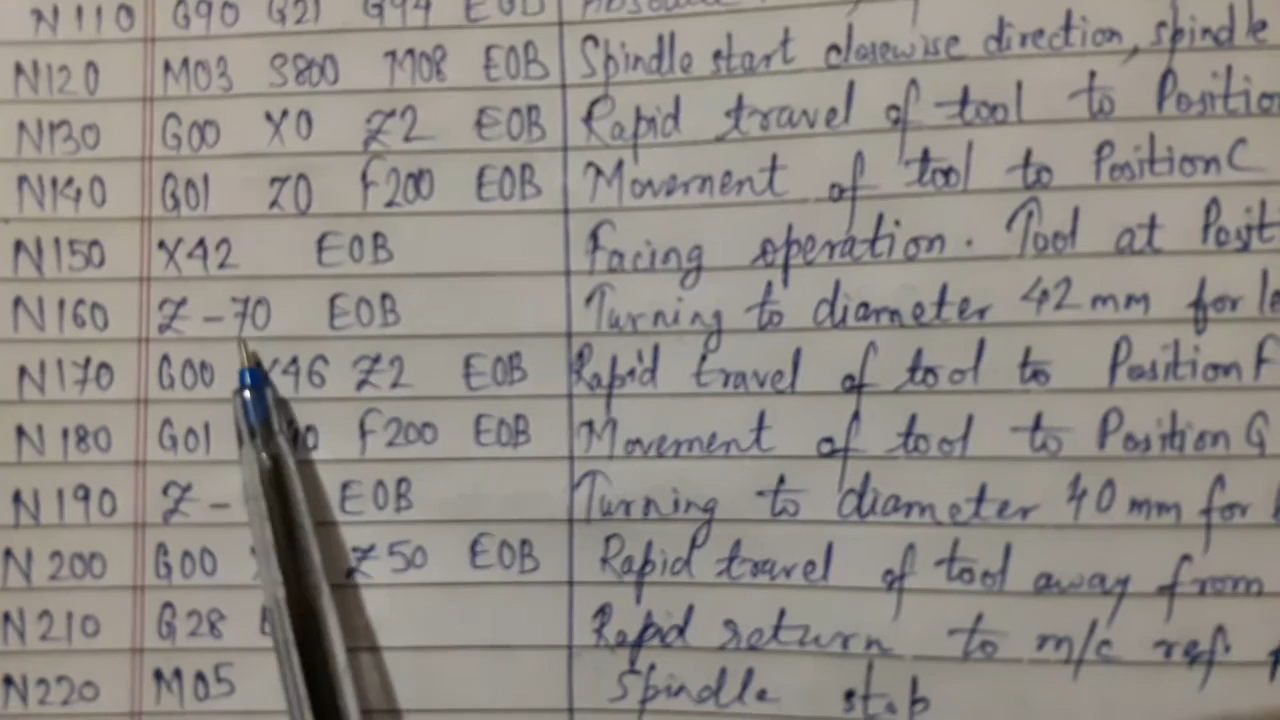 N110 G90 G21 G94 EOB
N120 M03 S800 M08 EOB Spindle start closewise direction, spindle
N130 G00 X0 Z2 EOB Rapid travel of tool to
N140 G01 Z0 F200 EOB Movement of tool to Position C
N150 X42 EOB Facing operation. Tool at
N160 Z-70 EOB Turning to diameter 42 mm for
N170 G00 X46 Z2 EOB Rapid travel of tool to Position F
N180 G01 F200 EOB Movement of tool to Position G
N190 Z- EOB Turning to diameter 40 mm for
N200 G00 Z50 EOB Rapid travel of tool away from
N210 G28 Rapid return to m/c ref
N220 M05 Spindle stop